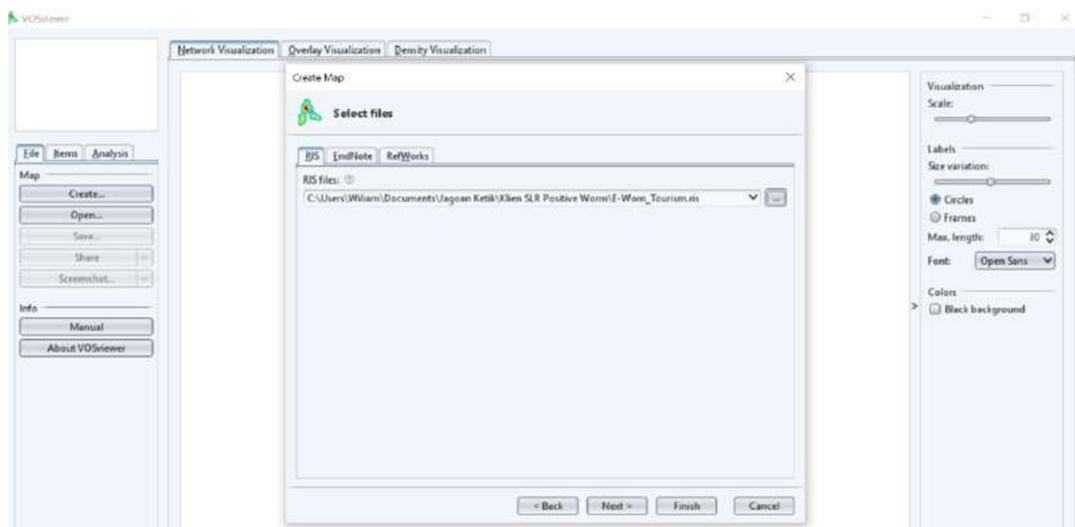 VOSviewer
Network Visualization Overlay Visualization Density Visualization
Create Map
Select files
RIS EndNote RefWorks
RIS files:
C:\Users\Wiliam\Documents\Jagoan Ketik\Klien SLR Positive Worm\E-Wom_Tourism.ris
< Back Next > Finish Cancel
File Items Analysis
Map
Create...
Open...
Save...
Share
Screenshot...
Info
Manual
About VOSviewer
Visualization
Scale:
Labels
Size variation:
Circles
Frames
Max. length: 30
Font: Open Sans
Colors
> Black background